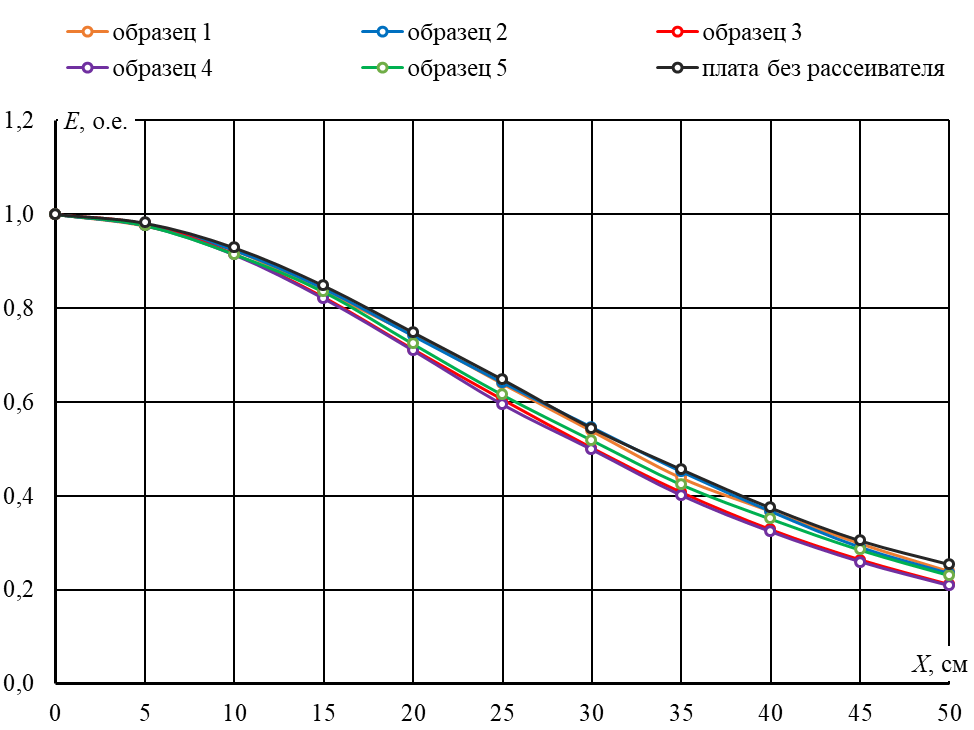 образец 1 образец 2 образец 3
образец 4 образец 5 плата без рассеивателя
1,2 E, о.е.
1,0
0,8
0,6
0,4
0,2
X, см
0,0
0 5 10 15 20 25 30 35 40 45 50